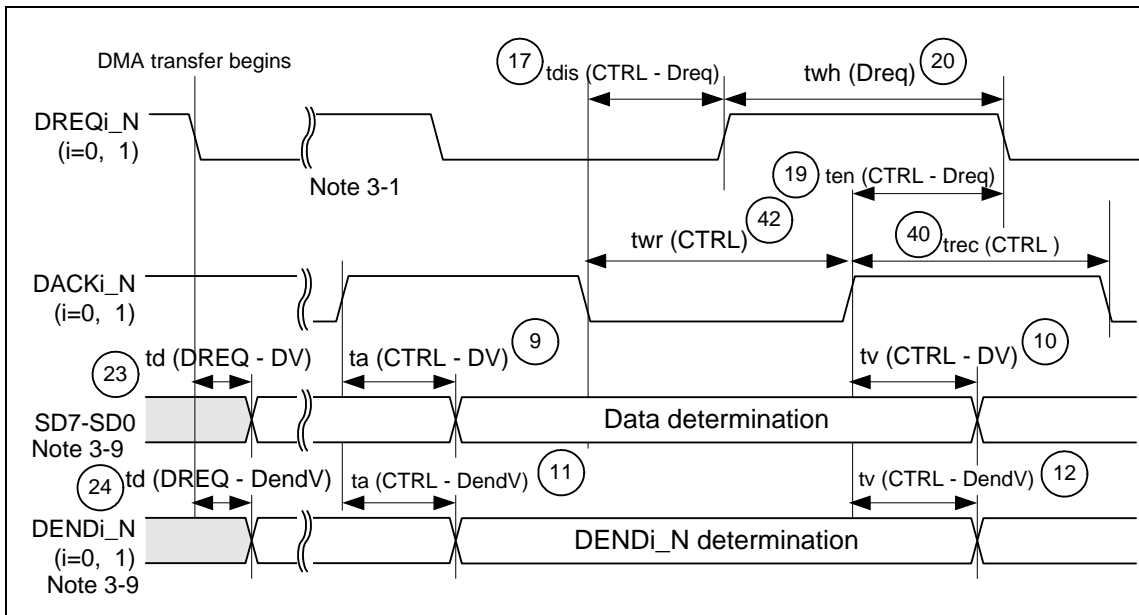 DMA transfer begins
17 tdis (CTRL - Dreq)
twh (Dreq) 20
DREQi_N
(i=0, 1)
Note 3-1
19 ten (CTRL - Dreq)
twr (CTRL) 42
40 trec (CTRL )
DACKi_N
(i=0, 1)
23 td (DREQ - DV)
ta (CTRL - DV) 9
tv (CTRL - DV) 10
SD7-SD0
Note 3-9
Data determination
24 td (DREQ - DendV)
ta (CTRL - DendV) 11
tv (CTRL - DendV) 12
DENDi_N
(i=0, 1)
Note 3-9
DENDi_N determination